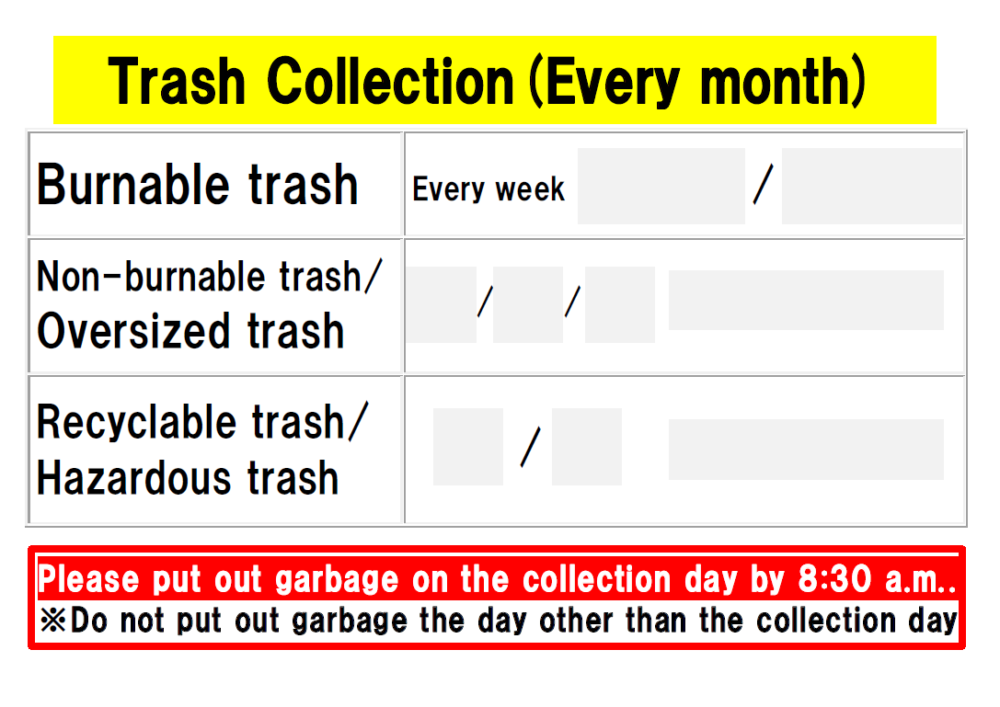 Trash Collection(Every month)
Burnable trash
Every week /
Non-burnable trash/
Oversized trash
/ /
Recyclable trash/
Hazardous trash
/
Please put out garbage on the collection day by 8:30 a.m..
※Do not put out garbage the day other than the collection day